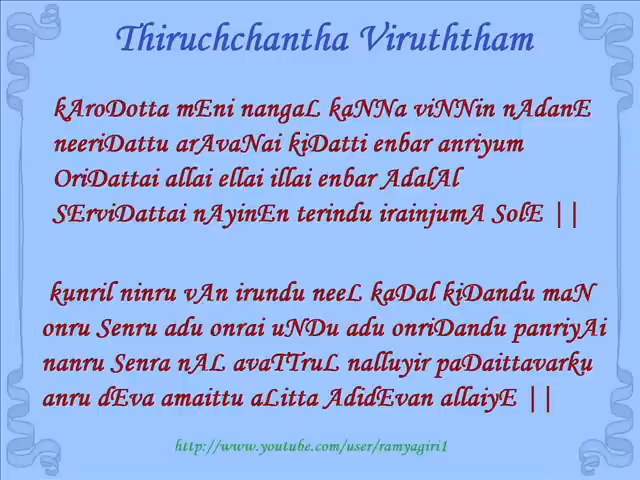 Thiruchchantha Viruththam
kAroDotta mEni nangaL kaNNa viNNin nAdanE
neeriDattu arAvaNai kiDatti enbar anriyum
OriDattai allai ellai illai enbar AdalAl
SErviDattai nAyinEn terindu irainjumA SolE ||
kunril ninru vAn irundu neeL kaDal kiDandu maN
onru Senru adu onrai uNDu adu onriDandu panriyAi
nanru Senra nAL avaTTruL nalluyir paDaittavarku
anru dEva amaittu aLitta AdidEvan allaiyE ||
http://www.youtube.com/user/ramyagiri1